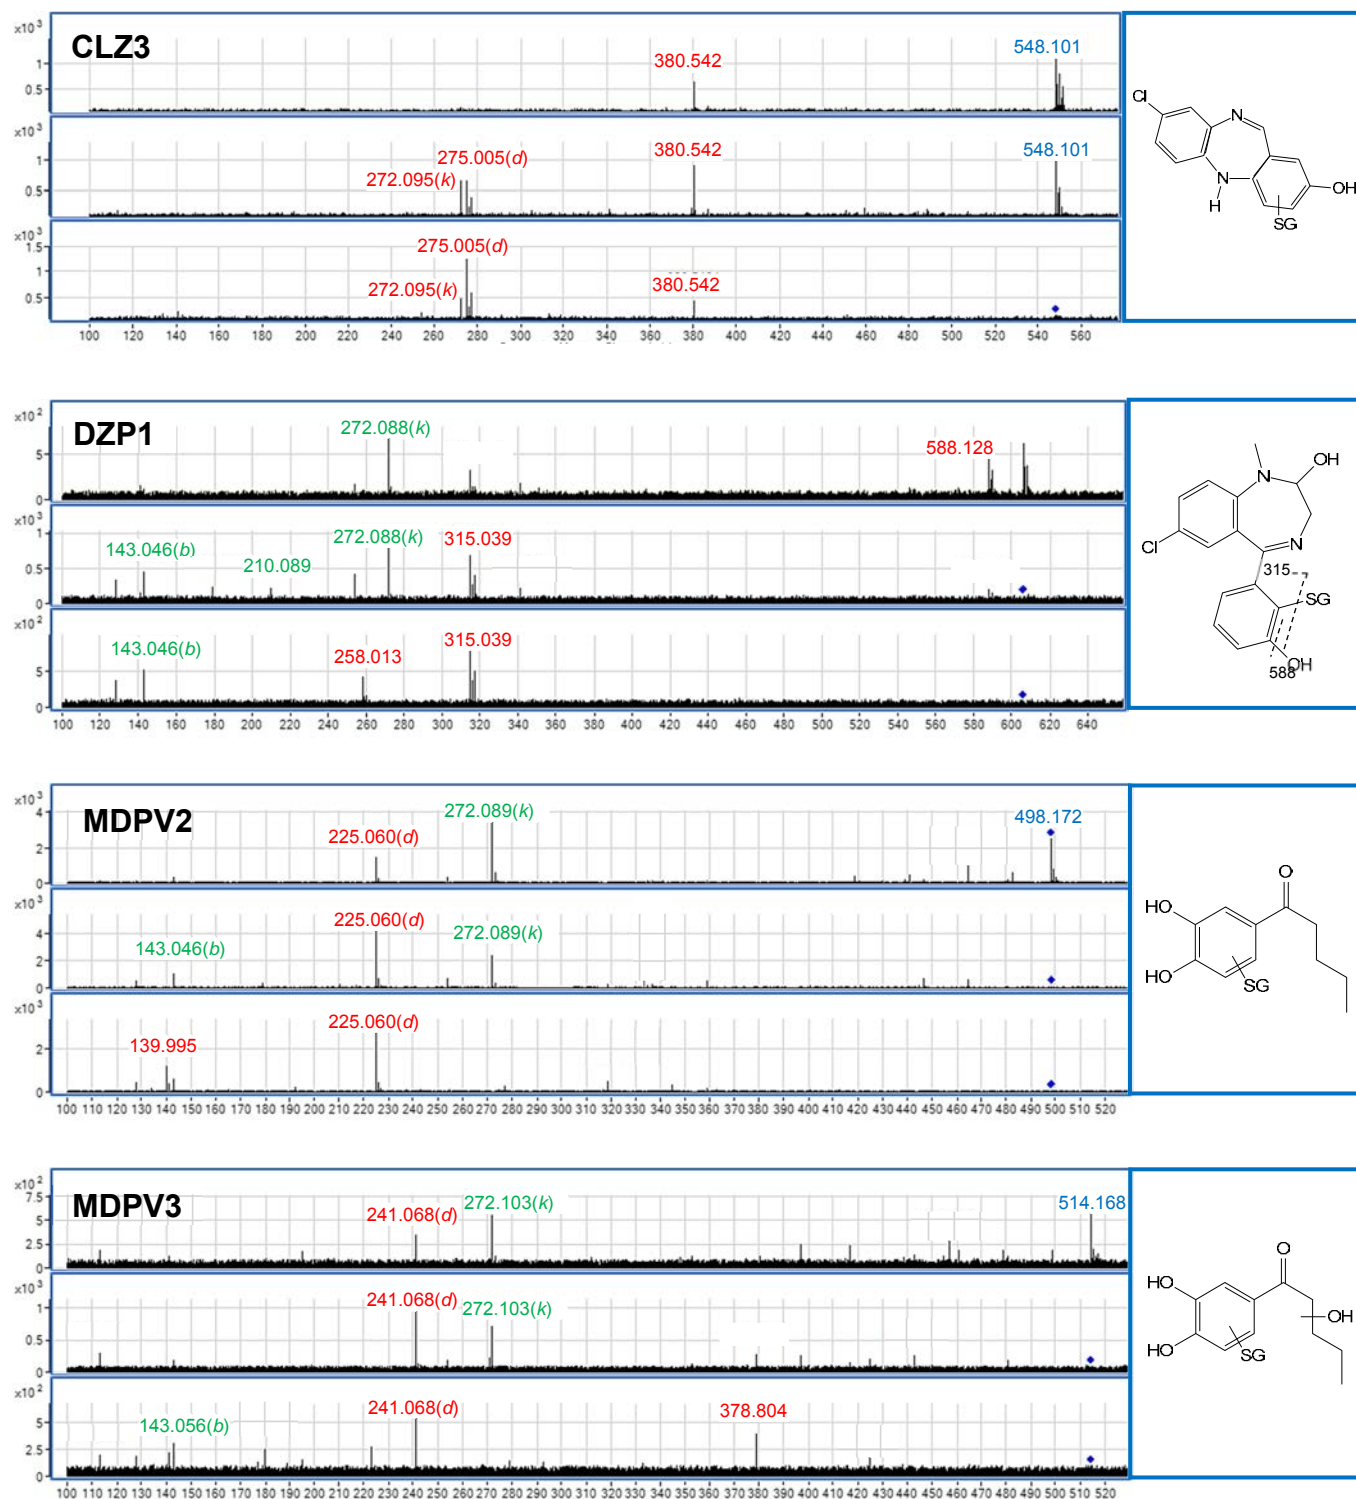 x10³
CLZ3
548.101
380.542
1
0.5
x10³
275.005(d)
380.542
548.101
1
272.095(k)
0.5
x10³
275.005(d)
1.5
1
272.095(k)
380.542
0.5
100 120 140 160 180 200 220 240 260 280 300 320 340 360 380 400 420 440 460 480 500 520 540 560
Cl
N
N
H
OH
SG
x10²
DZP1
272.088(k)
588.128
5
0
x10³
1
143.046(b)
272.088(k)
315.039
210.089
0.5
0
x10²
143.046(b)
258.013
315.039
5
0
100 120 140 160 180 200 220 240 260 280 300 320 340 360 380 400 420 440 460 480 500 520 540 560 580 600 620 640
N
OH
Cl
N
315
SG
OH
588
x10³
MDPV2
4
272.089(k)
225.060(d)
498.172
2
0
x10³
225.060(d)
4
143.046(b)
272.089(k)
2
0
x10³
225.060(d)
2
139.995
0
100 110 120 130 140 150 160 170 180 190 200 210 220 230 240 250 260 270 280 290 300 310 320 330 340 350 360 370 380 390 400 410 420 430 440 450 460 470 480 490 500 510 520
O
HO
HO
SG
x10²
MDPV3
7.5
272.103(k)
514.168
241.068(d)
5
2.5
0
x10³
241.068(d)
272.103(k)
1
0.5
0
x10²
241.068(d)
378.804
143.056(b)
5
2.5
0
100 110 120 130 140 150 160 170 180 190 200 210 220 230 240 250 260 270 280 290 300 310 320 330 340 350 360 370 380 390 400 410 420 430 440 450 460 470 480 490 500 510 520
O
HO
OH
HO
SG